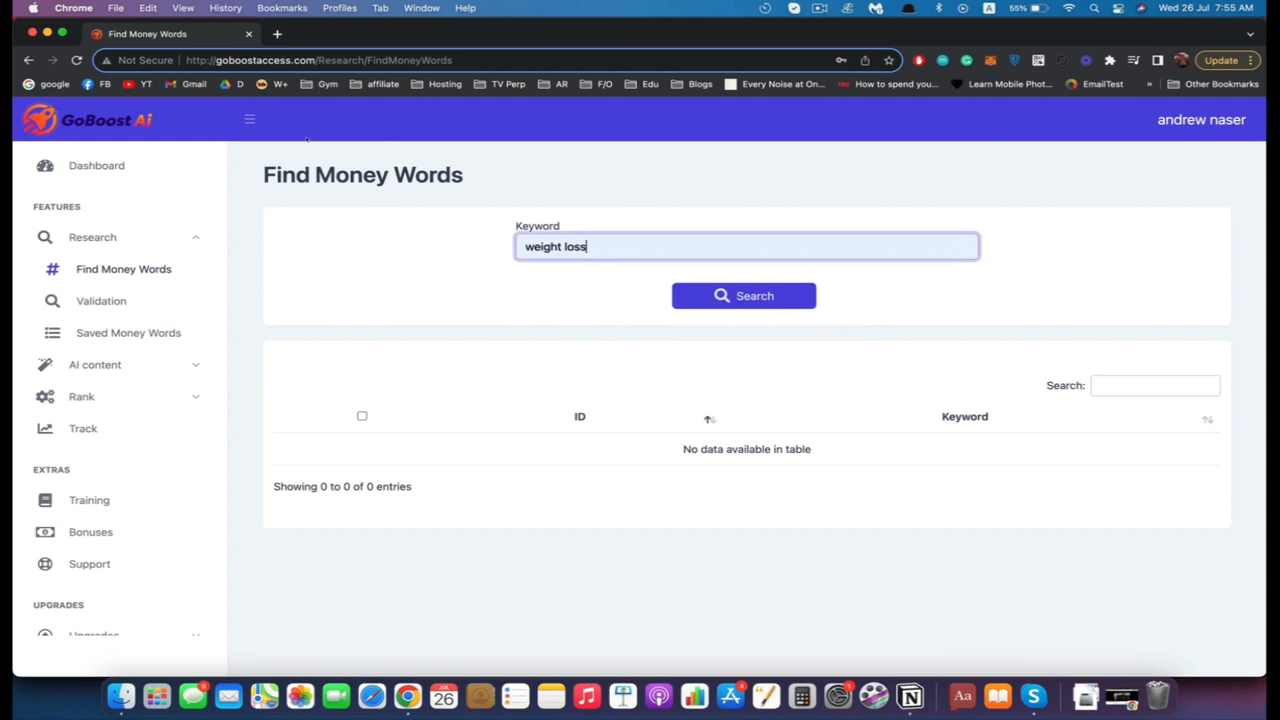 Chrome File Edit View History Bookmarks Profiles Tab Window Help 55% Wed 26 Jul 7:55 AM
Find Money Words
Not Secure http://goboostaccess.com/Research/FindMoneyWords Update
google FB YT Gmail D W+ Gym affiliate Hosting TV Perp AR F/O Edu Blogs Every Noise at On... How to spend you... Learn Mobile Phot... EmailTest » Other Bookmarks
GoBoost Ai andrew naser
Dashboard
FEATURES
Research
Find Money Words
Validation
Saved Money Words
AI content
Rank
Track
EXTRAS
Training
Bonuses
Support
UPGRADES
Upgrades
Find Money Words
Keyword
weight loss
Search
Search:
ID Keyword
No data available in table
Showing 0 to 0 of 0 entries